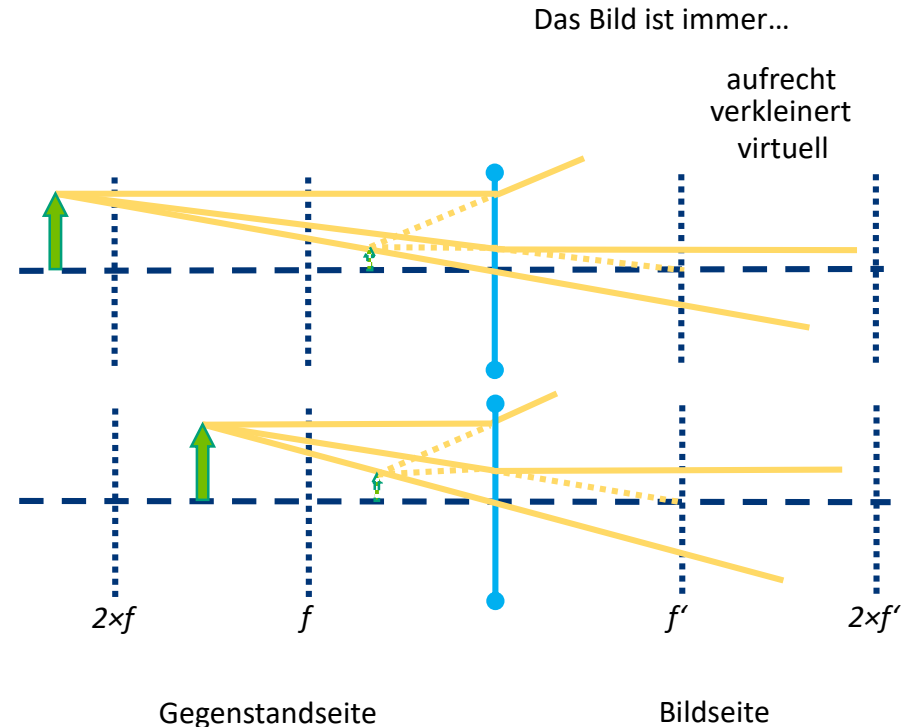 Das Bild ist immer…
aufrecht
verkleinert
virtuell
2×f
f
f‘
2×f‘
Gegenstandseite
Bildseite